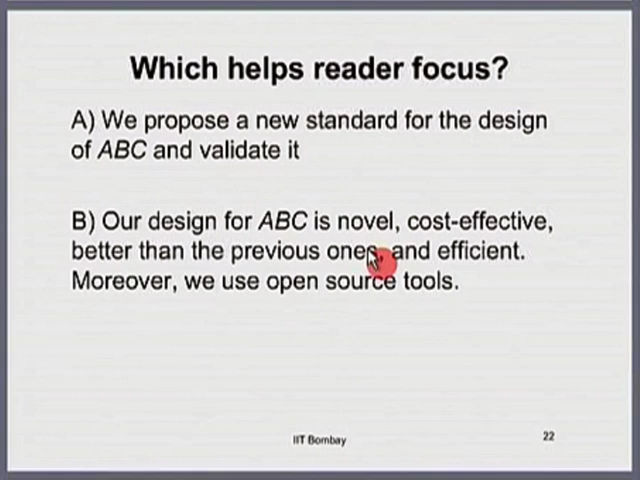 Which helps reader focus?
A) We propose a new standard for the design
of ABC and validate it
B) Our design for ABC is novel, cost-effective,
better than the previous ones, and efficient.
Moreover, we use open source tools.
IIT Bombay
22